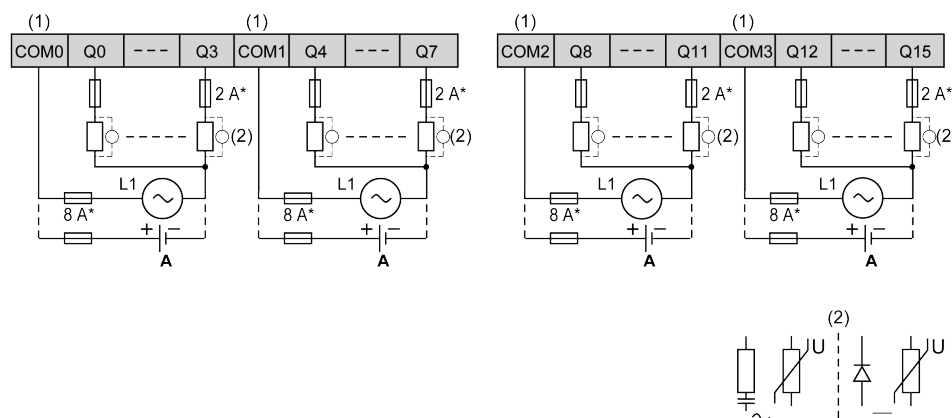 (1) (1) (1) (1)
COM0 Q0 --- Q3 COM1 Q4 --- Q7 COM2 Q8 --- Q11 COM3 Q12 --- Q15
2 A* 2 A* 2 A* 2 A*
(2) (2) (2) (2
L1 L1 L1 L1
8 A* 8 A* 8 A* 8 A*
+ − + − + − + −
A A A A
(2)
U U